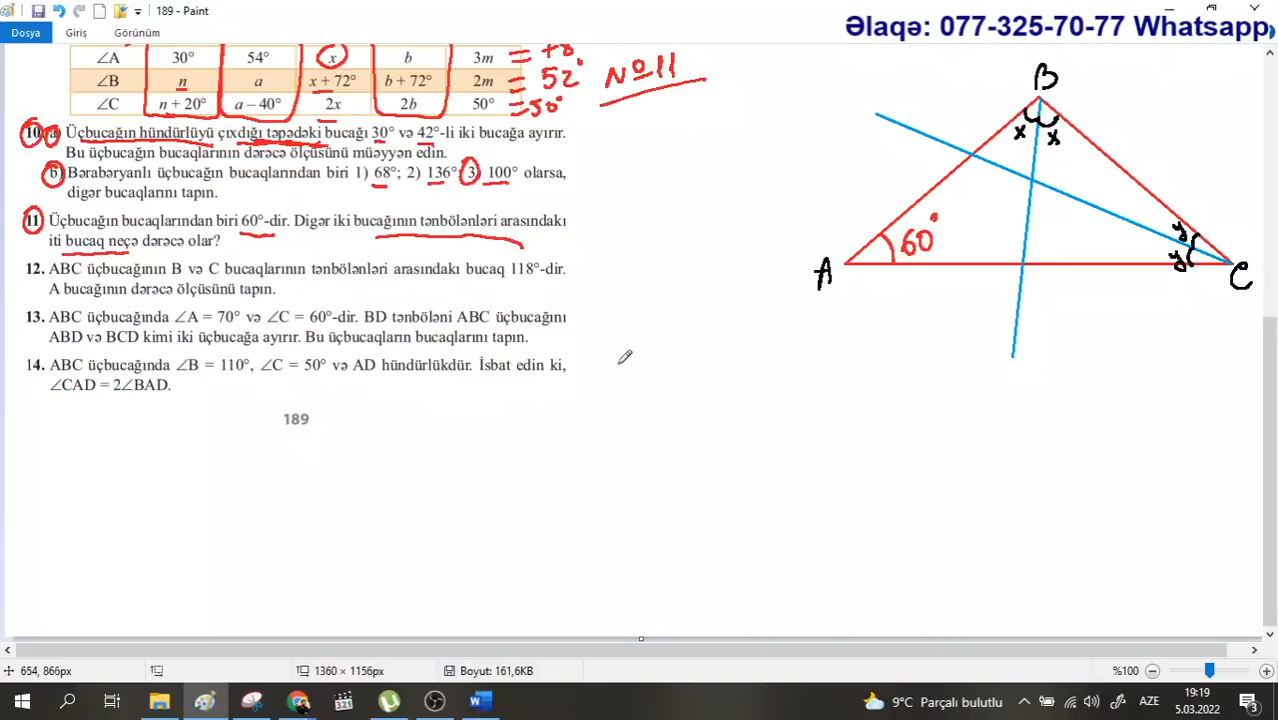 189 - Paint
Əlaqə: 077-325-70-77 Whatsapp
Dosya Giriş Görünüm
∠A 30° 54° x b 3m
∠B n a x + 72° b + 72° 2m = 52°
∠C n + 20° a – 40° 2x 2b 50° = 50°
№11
10. a) Üçbucağın hündürlüyü çıxdığı təpədəki bucağı 30° və 42°-li iki bucağa ayırır.
Bu üçbucağın bucaqlarının dərəcə ölçüsünü müəyyən edin.
b) Bərabəryanlı üçbucağın bucaqlarından biri 1) 68°; 2) 136°; 3) 100° olarsa,
digər bucaqlarını tapın.
11 Üçbucağın bucaqlarından biri 60°-dir. Digər iki bucağının tənbölənləri arasındakı
iti bucaq neçə dərəcə olar?
12. ABC üçbucağının B və C bucaqlarının tənbölənləri arasındakı bucaq 118°-dir.
A bucağının dərəcə ölçüsünü tapın.
13. ABC üçbucağında ∠A = 70° və ∠C = 60°-dir. BD tənböləni ABC üçbucağını
ABD və BCD kimi iki üçbucağa ayırır. Bu üçbucaqların bucaqlarını tapın.
14. ABC üçbucağında ∠B = 110°, ∠C = 50° və AD hündürlükdür. İsbat edin ki,
∠CAD = 2∠BAD.
189
B
x x
y
y
60°
A
C
654, 866px
1360 × 1156px
Boyut: 161,6KB
%100
9°C Parçalı bulutlu
AZE
19:19
5.03.2022
3